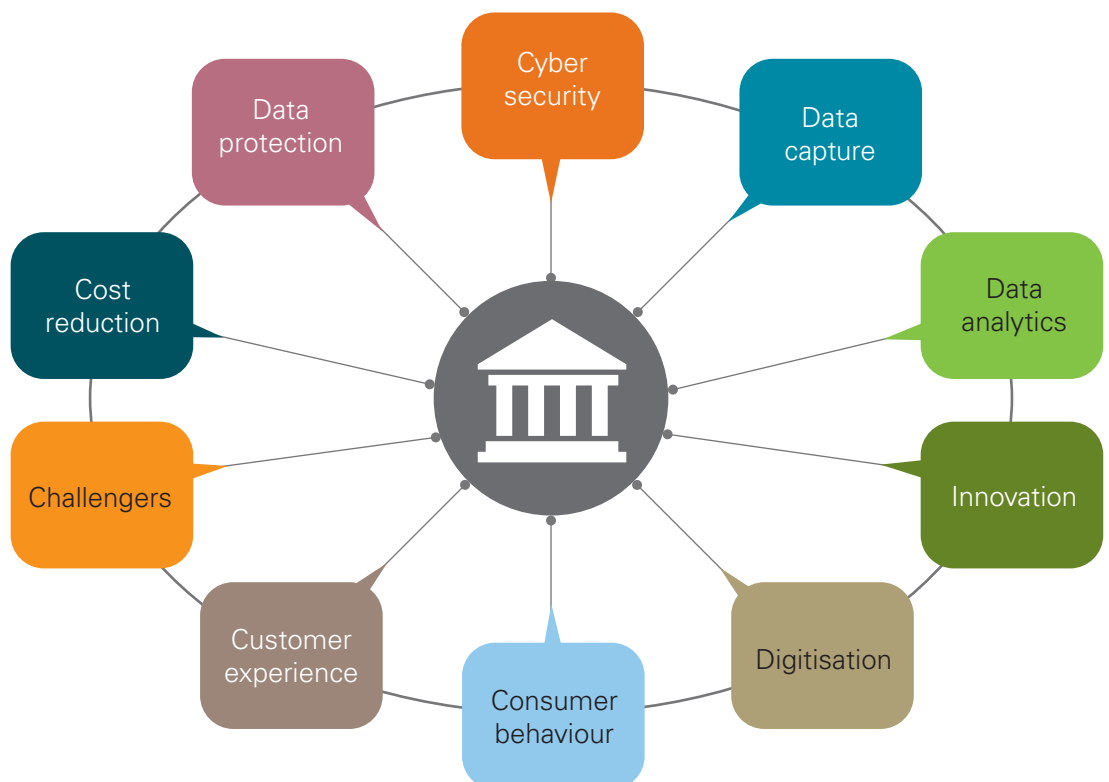 Cyber
security
Data
capture
Data
analytics
Innovation
Digitisation
Consumer
behaviour
Customer
experience
Challengers
Cost
reduction
Data
protection